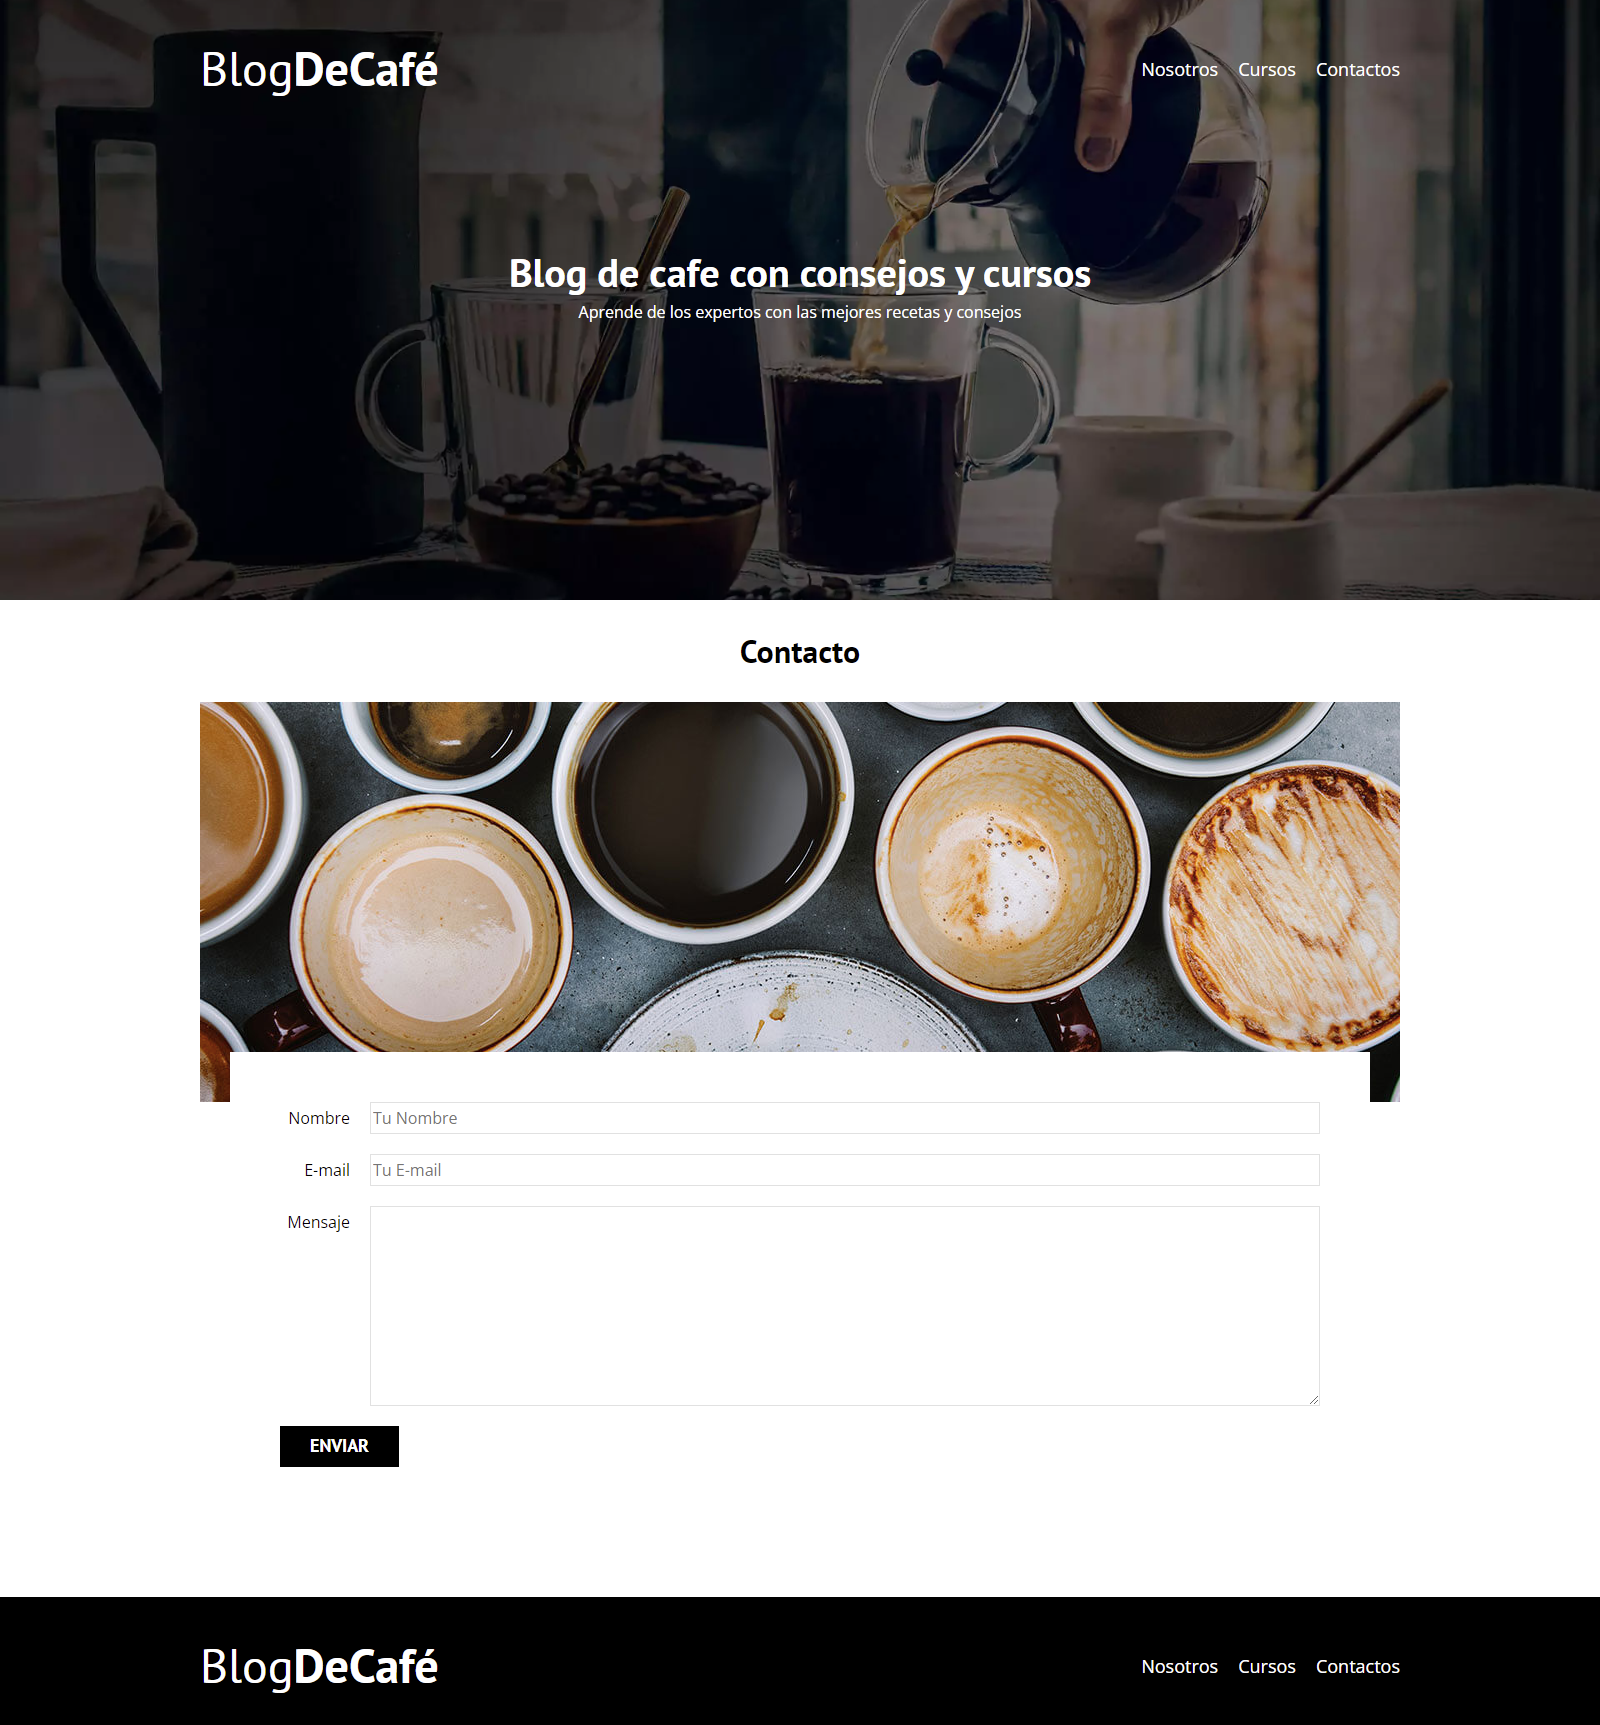 BlogDeCafé
Nosotros Cursos Contactos
Blog de cafe con consejos y cursos
Aprende de los expertos con las mejores recetas y consejos
Contacto
Nombre Tu Nombre
E-mail Tu E-mail
Mensaje
ENVIAR
BlogDeCafé
Nosotros Cursos Contactos